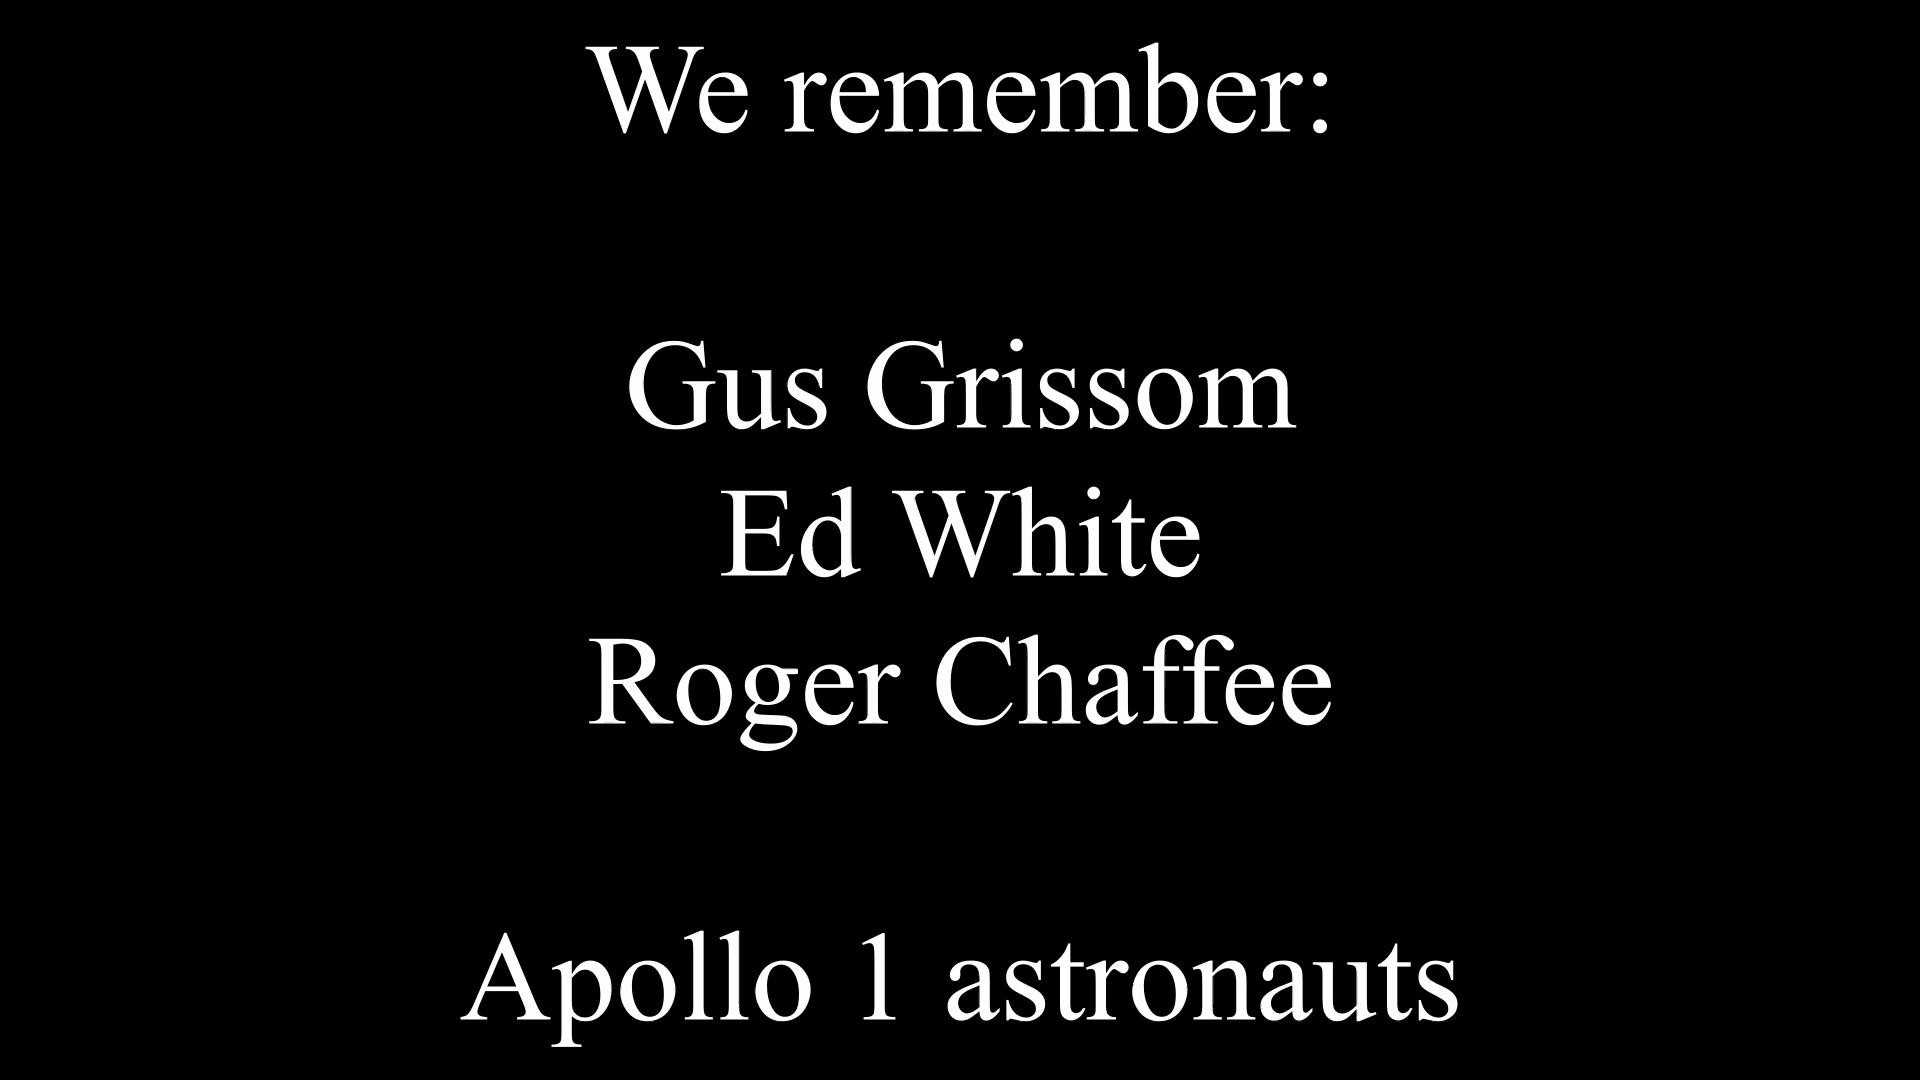 We remember:
Gus Grissom
Ed White
Roger Chaffee
Apollo 1 astronauts